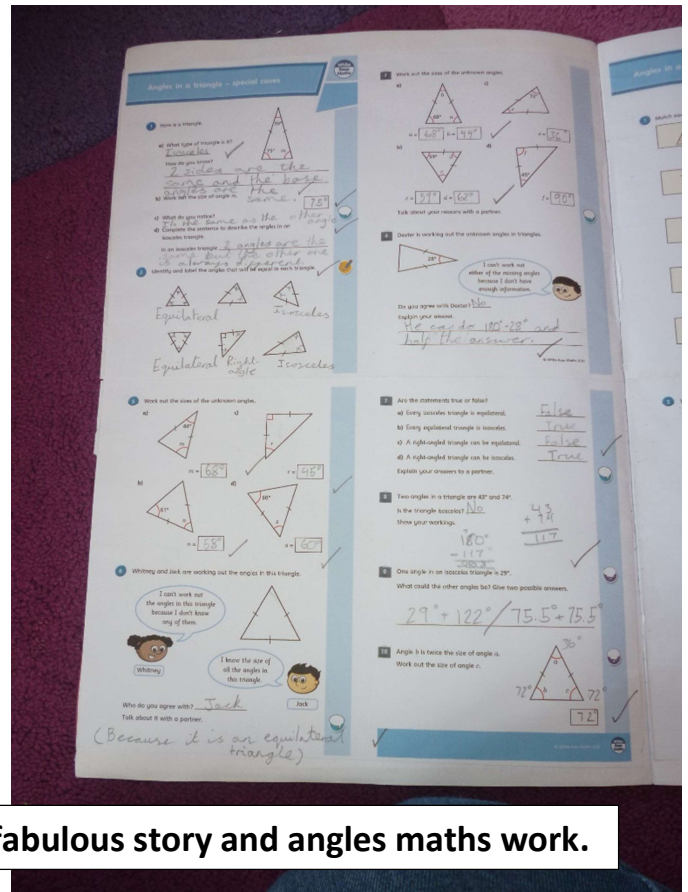 Angles in a triangle – special cases
1 Here is a triangle.
a) What type of triangle is it?
Isosceles
How do you know?
2 sides are the
same and the base
angles are the
same.
b) Work out the size of angle
75°
c) What do you notice?
It's the same as the other
angle
d) Complete the sentence to describe the angles in an
isosceles triangle.
In an isosceles triangle 2 angles are the
same but the other one
is always different
2 Identify and label the angles that will be equal in each triangle.
Equilateral
Isosceles
Equilateral
Right-
angle
Isosceles
3 Work out the sizes of the unknown angles.
a)
c)
44°
m = 68°
r = 45°
b)
d)
61°
n = 58°
s = 60°
4 Whitney and Jack are working out the angles in this triangle.
I can't work out
the angles in this triangle
because I don't know
any of them.
Whitney
I know the size of
all the angles in
this triangle.
Jack
Who do you agree with? Jack
Talk about it with a partner.
(Because it is an equilateral
triangle)
Work out the sizes of the unknown angles.
a)
b)
d)
68°
b = 44°
c = 59°
d = 62°
45°
f = 90°
Talk about your reasons with a partner.
6 Dexter is working out the unknown angles in triangles.
28°
I can't work out
either of the missing angles
because I don't have
enough information.
Do you agree with Dexter? No
Explain your answer.
He can do 180°-28° and
half the answer.
7 Are the statements true or false?
a) Every isosceles triangle is equilateral. False
b) Every equilateral triangle is isosceles. True
c) A right-angled triangle can be equilateral. False
d) A right-angled triangle can be isosceles. True
Explain your answers to a partner.
8 Two angles in a triangle are 43° and 74°.
Is the triangle isosceles? No
Show your workings.
43
+ 74
117
180°
- 117
9 One angle in an isosceles triangle is 29°.
What could the other angles be? Give two possible answers.
29° + 122° / 75.5° + 75.5°
10 Angle b is twice the size of angle a.
Work out the size of angle c.
36°
a
72°
b
c
72°
72°
Angles in a
Match
fabulous story and angles maths work.